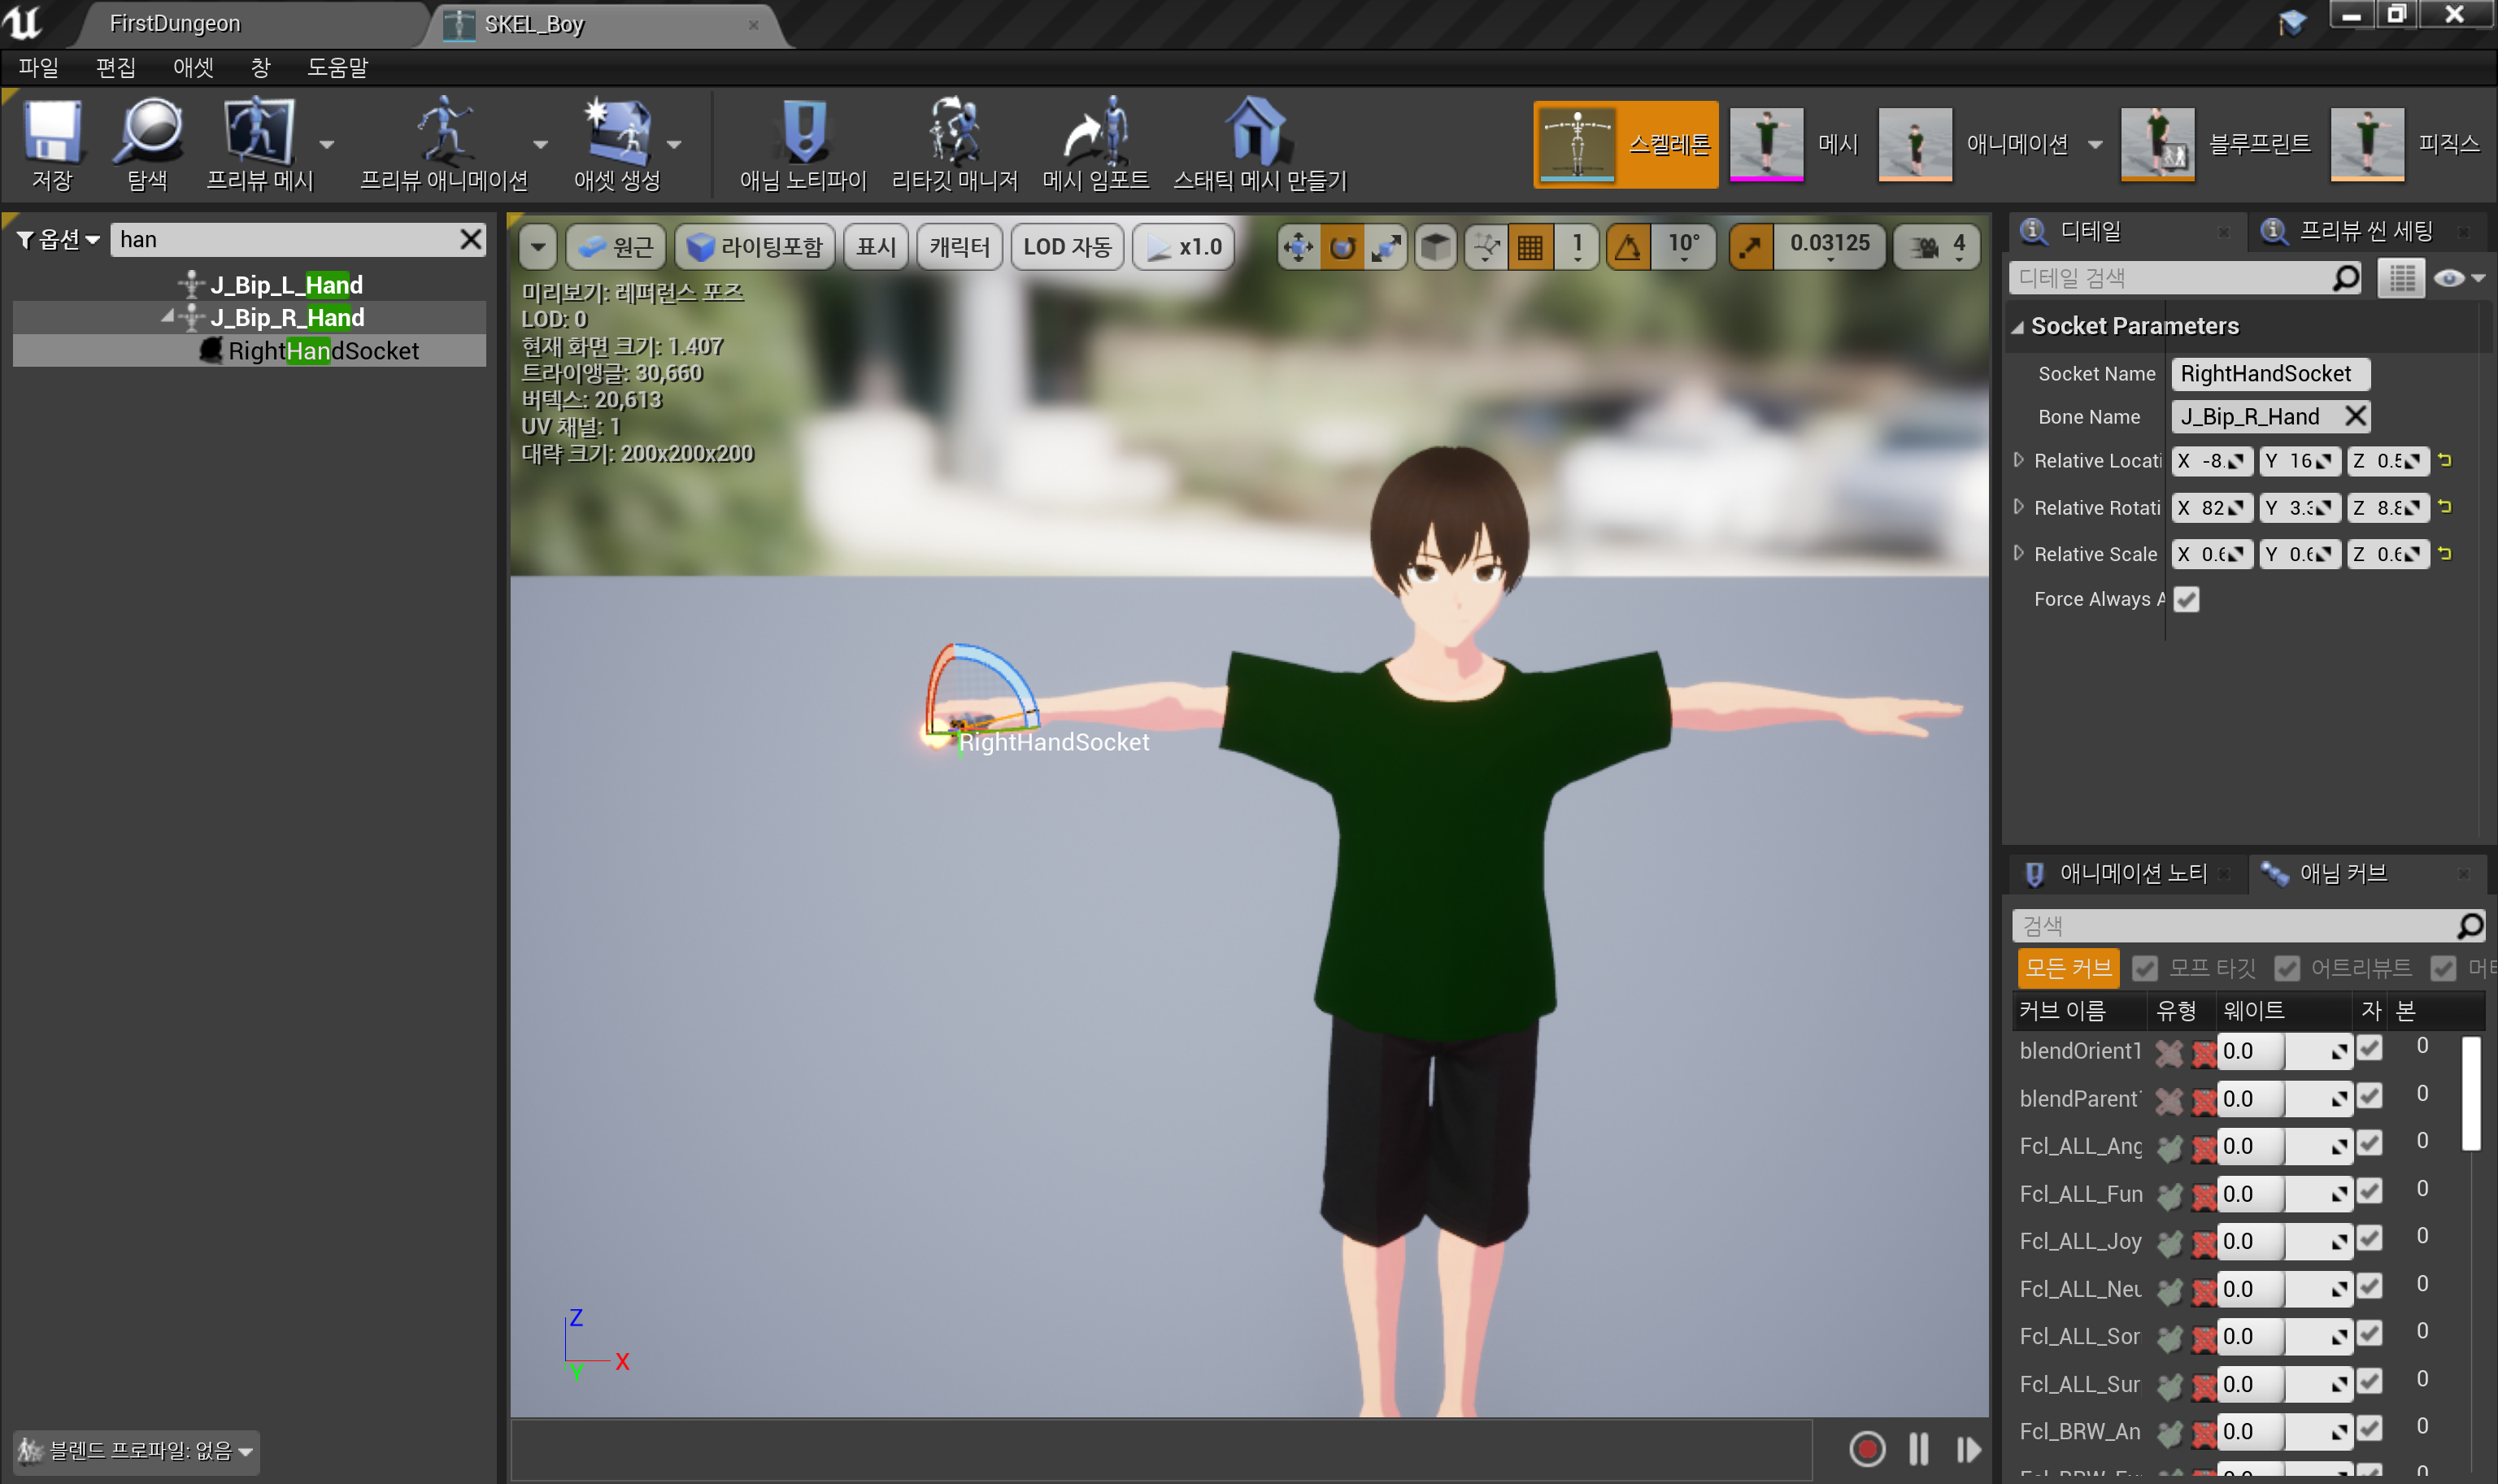 FirstDungeon
SKEL_Boy
파일 편집 애셋 창 도움말
저장
탐색
프리뷰 메시
프리뷰 애니메이션
애셋 생성
애님 노티파이
리타깃 매니저
메시 임포트
스태틱 메시 만들기
스켈레톤
메시
애니메이션
블루프린트
피직스
옵션
han
J_Bip_L_Hand
J_Bip_R_Hand
RightHandSocket
블렌드 프로파일: 없음
원근
라이팅포함
표시
캐릭터
LOD 자동
x1.0
1
10°
0.03125
4
미리보기: 레퍼런스 포즈
LOD: 0
현재 화면 크기: 1.407
트라이앵글: 30,660
버텍스: 20,613
UV 채널: 1
대략 크기: 200x200x200
RightHandSocket
Z
X
Y
디테일
프리뷰 씬 세팅
디테일 검색
Socket Parameters
Socket Name RightHandSocket
Bone Name J_Bip_R_Hand
Relative Locati X -8. Y 16 Z 0.5
Relative Rotati X 82 Y 3.3 Z 8.8
Relative Scale X 0.6 Y 0.6 Z 0.6
Force Always A
애니메이션 노티
애님 커브
검색
모든 커브 모프 타깃 어트리뷰트 머티
커브 이름 유형 웨이트 자 본
blendOrient1 0.0 0
blendParent 0.0 0
Fcl_ALL_Ang 0.0 0
Fcl_ALL_Fun 0.0 0
Fcl_ALL_Joy 0.0 0
Fcl_ALL_Neu 0.0 0
Fcl_ALL_Sor 0.0 0
Fcl_ALL_Sur 0.0 0
Fcl_BRW_An 0.0 0